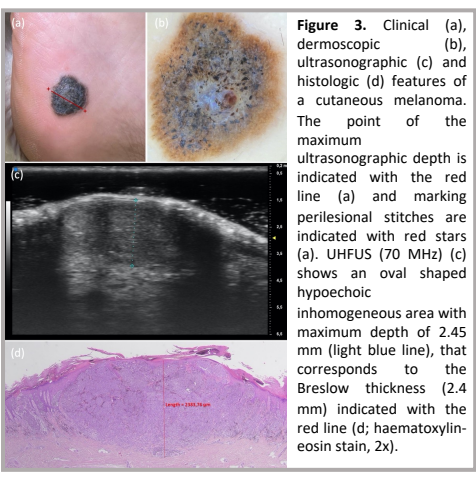 (a)
(b)
(c)
(d)
Figure 3. Clinical (a),
dermoscopic (b),
ultrasonographic (c) and
histologic (d) features of
a cutaneous melanoma.
The point of the
maximum
ultrasonographic depth is
indicated with the red
line (a) and marking
perilesional stitches are
indicated with red stars
(a). UHFUS (70 MHz) (c)
shows an oval shaped
hypoechoic
inhomogeneous area with
maximum depth of 2.45
mm (light blue line), that
corresponds to the
Breslow thickness (2.4
mm) indicated with the
red line (d; haematoxylin-
eosin stain, 2x).